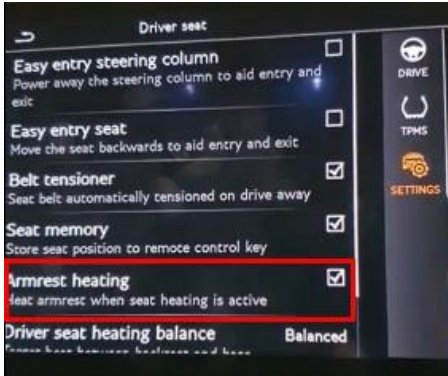 Driver seat
Easy entry steering column
Power away the steering column to aid entry and
exit
Easy entry seat
Move the seat backwards to aid entry and exit
Belt tensioner
Seat belt automatically tensioned on drive away
Seat memory
Store seat position to remote control key
Armrest heating
Heat armrest when seat heating is active
Driver seat heating balance Balanced
DRIVE
TPMS
SETTINGS